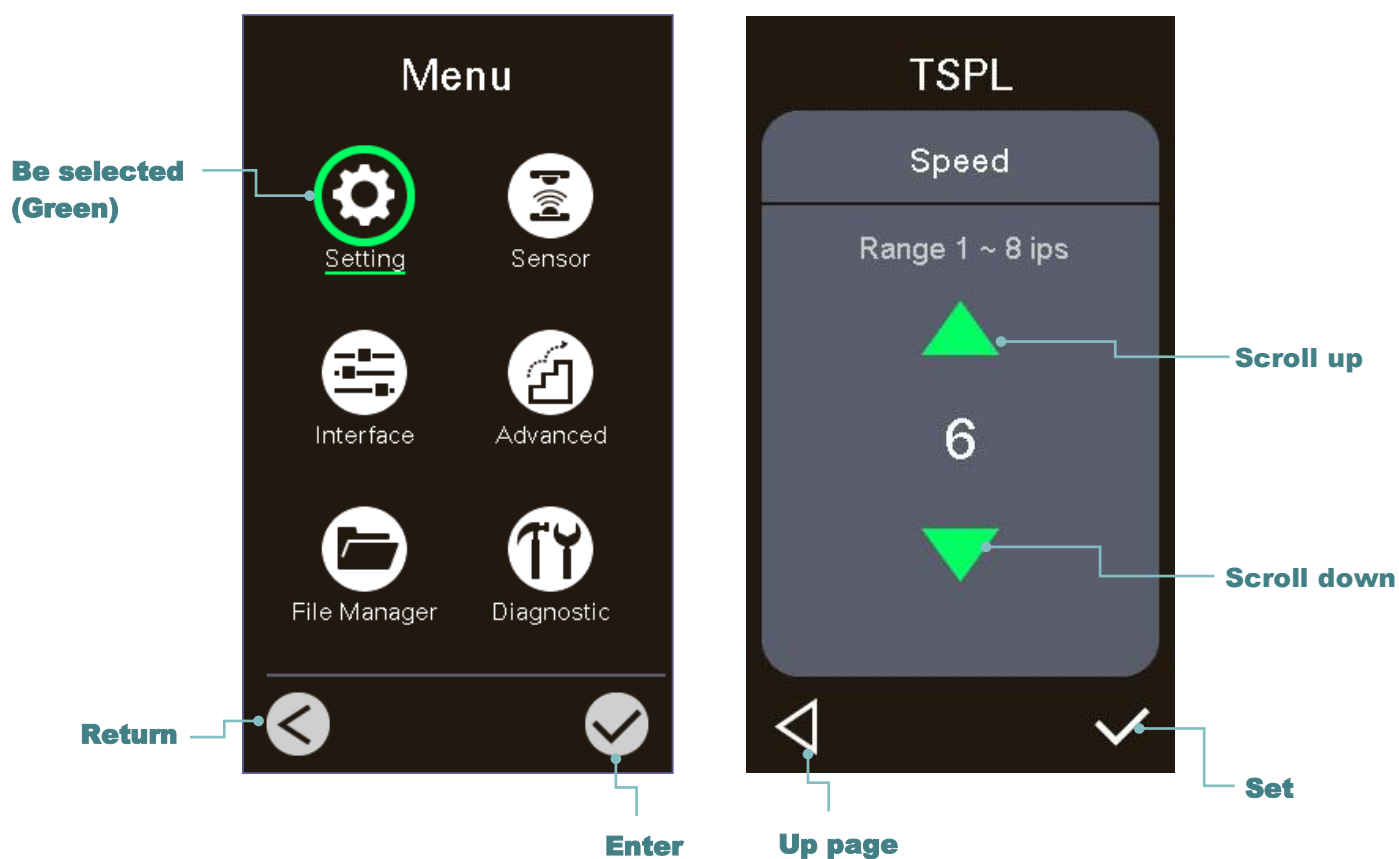 Menu
Be selected
(Green)
Setting
Sensor
Interface
Advanced
File Manager
Diagnostic
Return
Enter
TSPL
Speed
Range 1 ~ 8 ips
Scroll up
6
Scroll down
Set
Up page